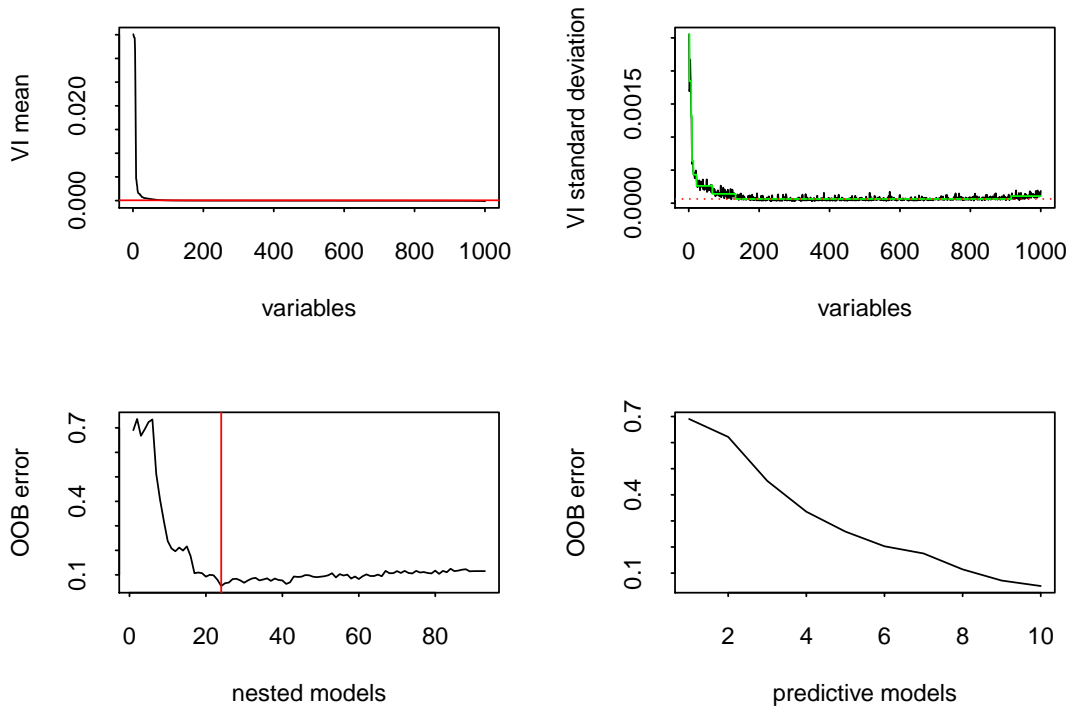 VI mean
0.000
0.020
0 200 400 600 800 1000
variables
VI standard deviation
0.0000
0.0015
0 200 400 600 800 1000
variables
OOB error
0.1
0.4
0.7
0 20 40 60 80
nested models
OOB error
0.1
0.4
0.7
2 4 6 8 10
predictive models